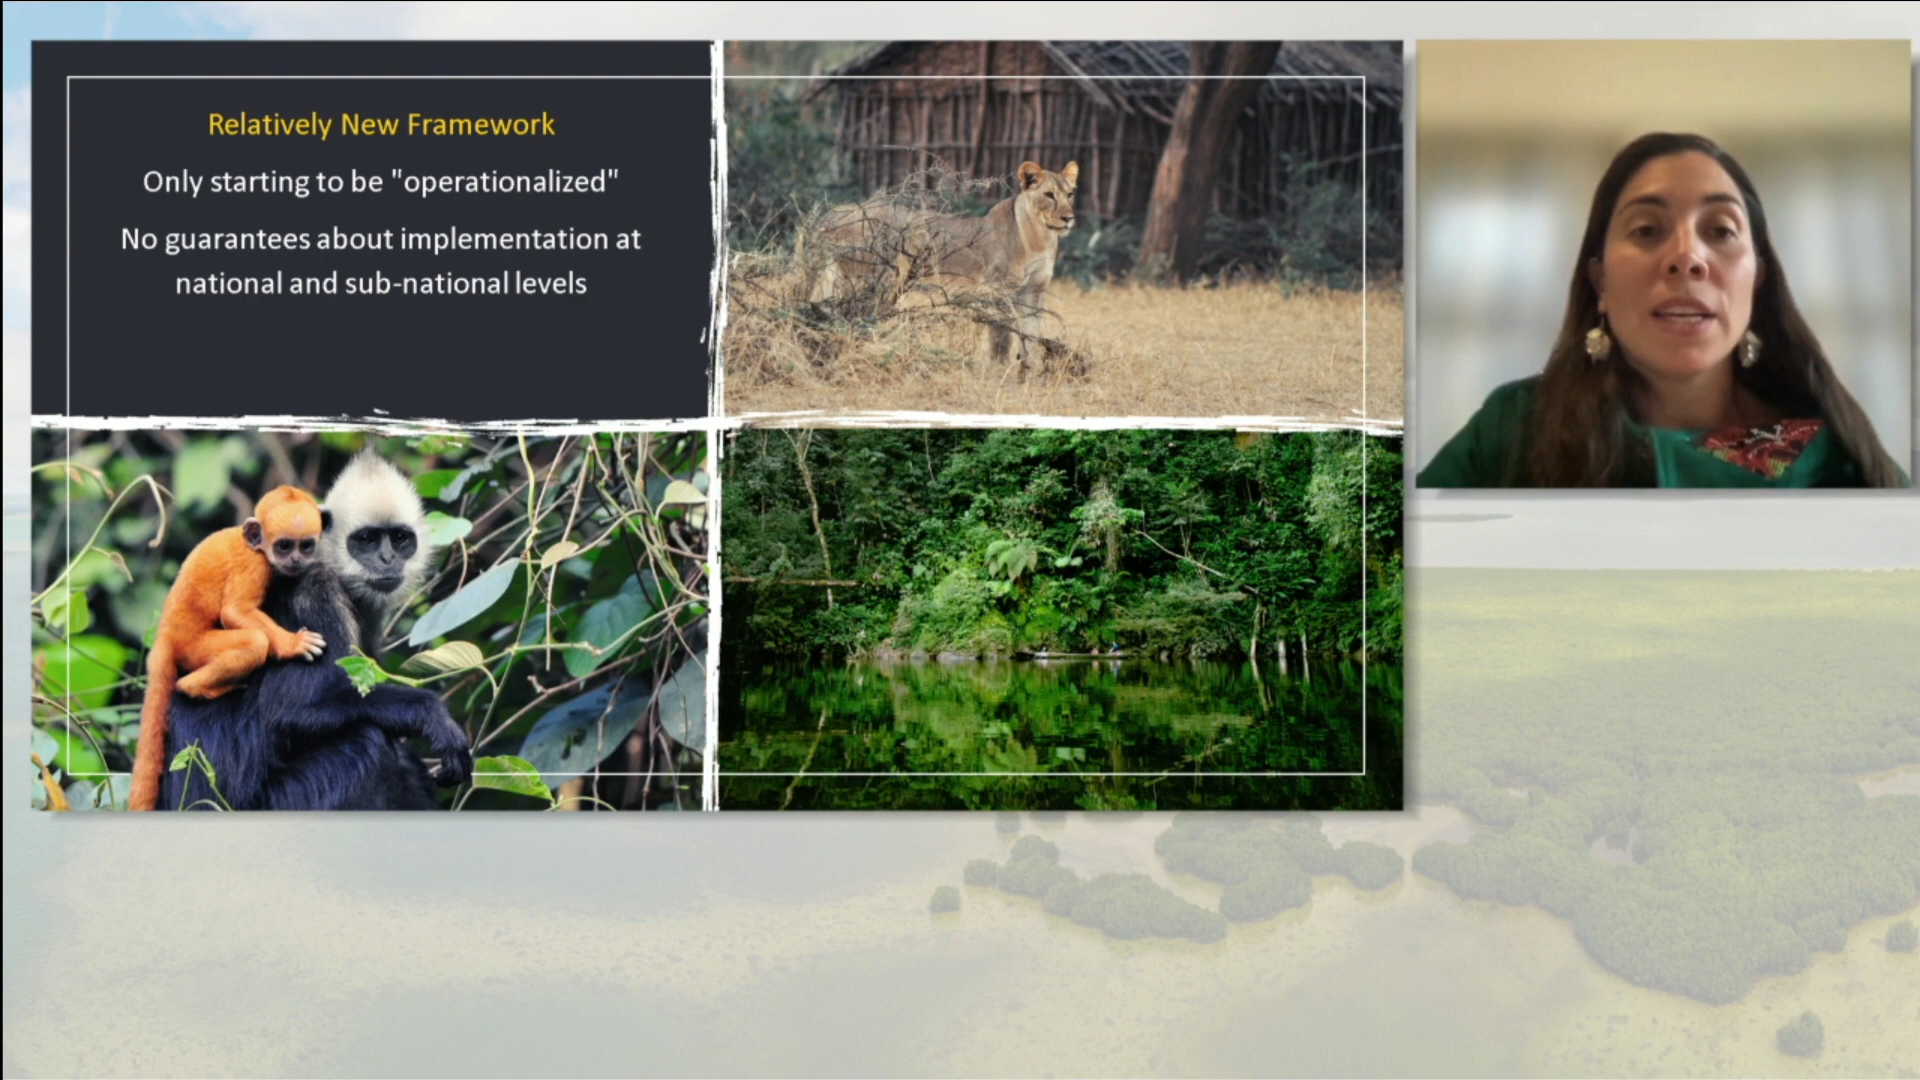 Relatively New Framework
Only starting to be "operationalized"
No guarantees about implementation at
national and sub-national levels